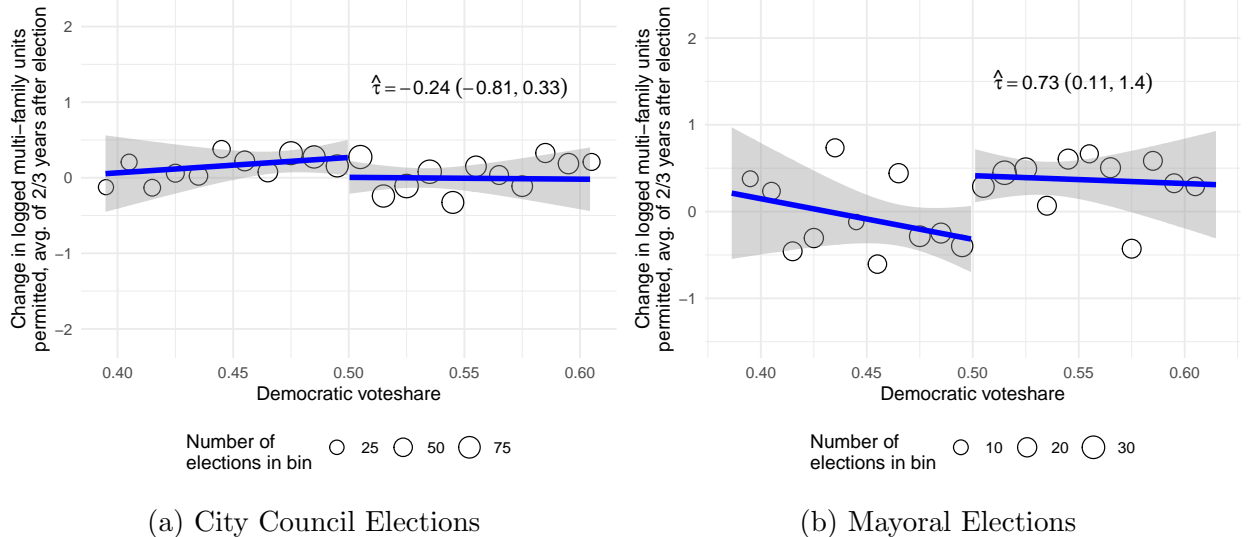 Change in logged multi−family units
permitted, avg. of 2/3 years after election
2
1
0
−1
−2
τ̂ = −0.24 (−0.81, 0.33)
0.40 0.45 0.50 0.55 0.60
Democratic voteshare
Number of
elections in bin
25 50 75
(a) City Council Elections
Change in logged multi−family units
permitted, avg. of 2/3 years after election
2
1
0
−1
τ̂ = 0.73 (0.11, 1.4)
0.40 0.45 0.50 0.55 0.60
Democratic voteshare
Number of
elections in bin
10 20 30
(b) Mayoral Elections